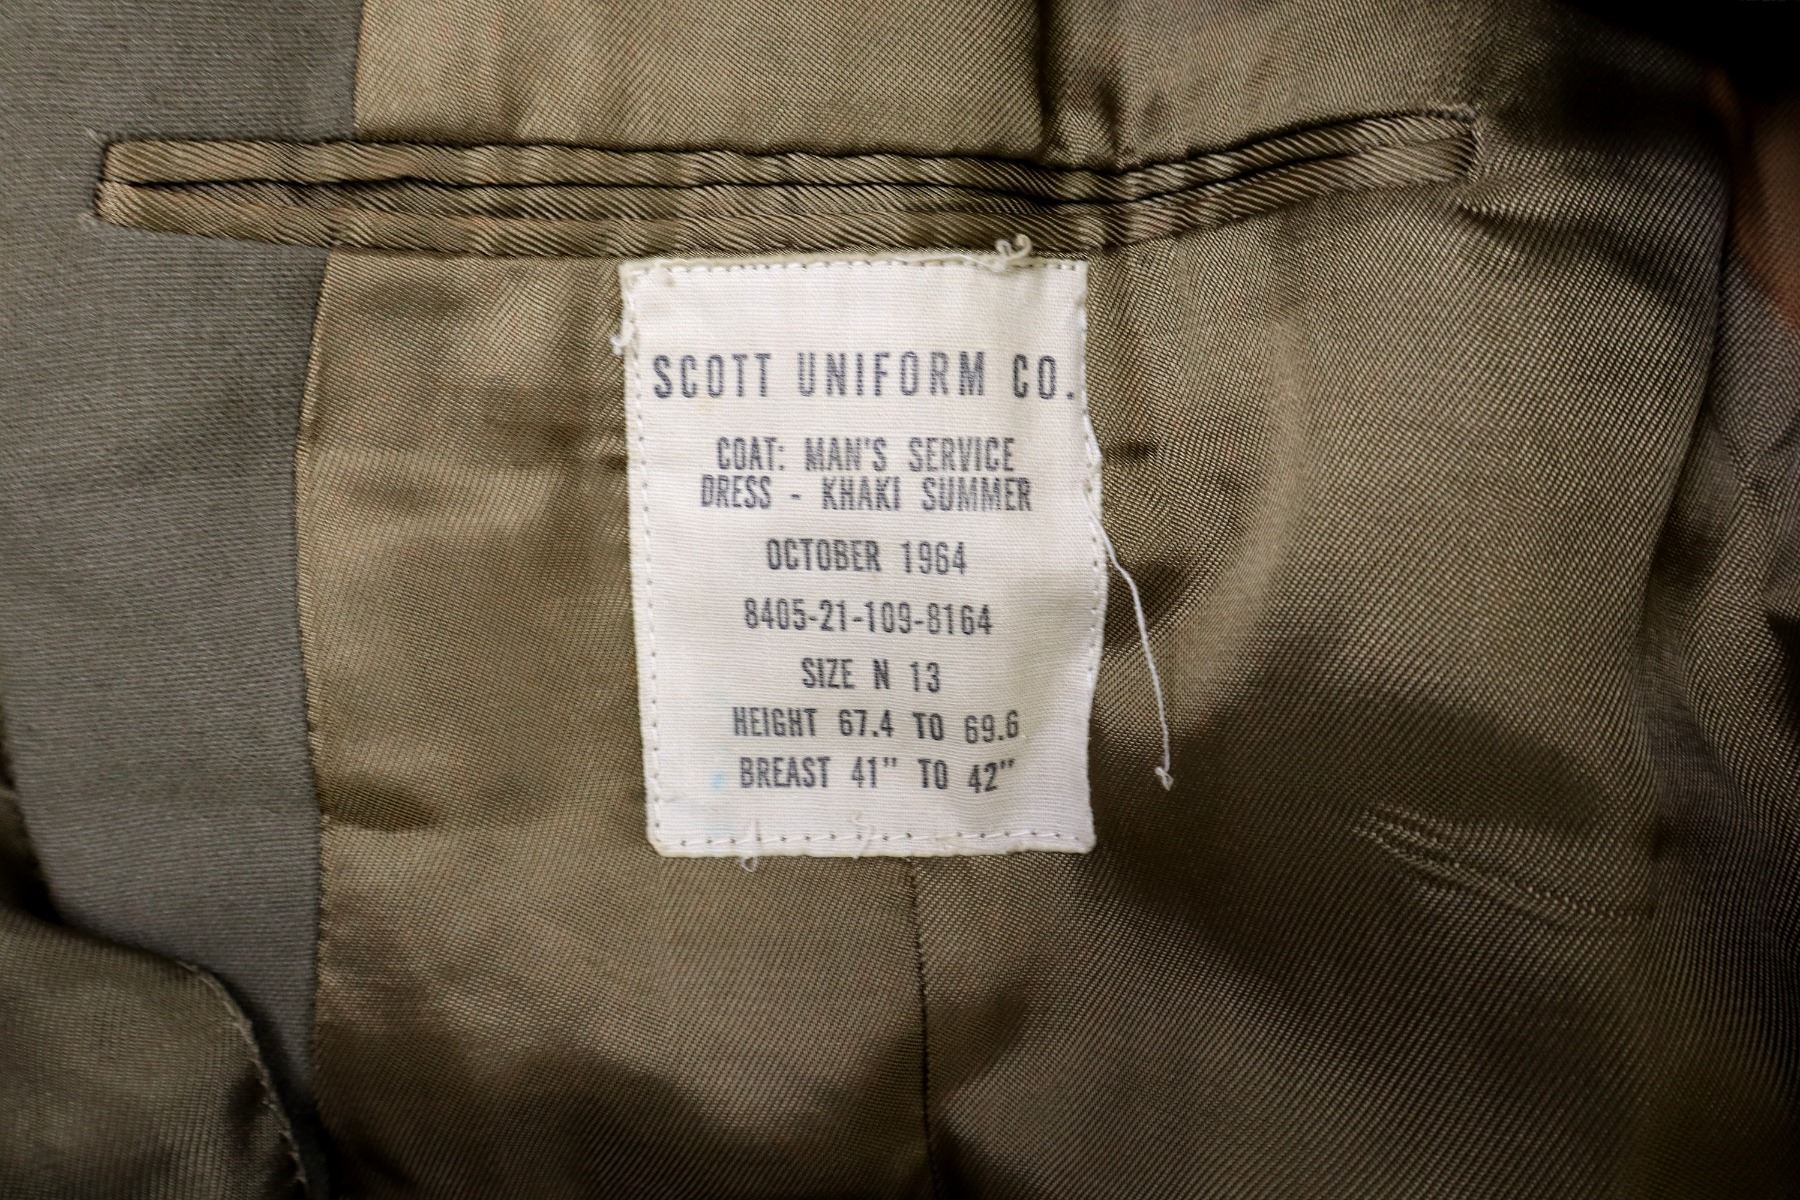 SCOTT UNIFORM CO.
COAT: MAN'S SERVICE
DRESS - KHAKI SUMMER
OCTOBER 1964
8405-21-109-8164
SIZE N 13
HEIGHT 67.4 TO 69.6
BREAST 41" TO 42"